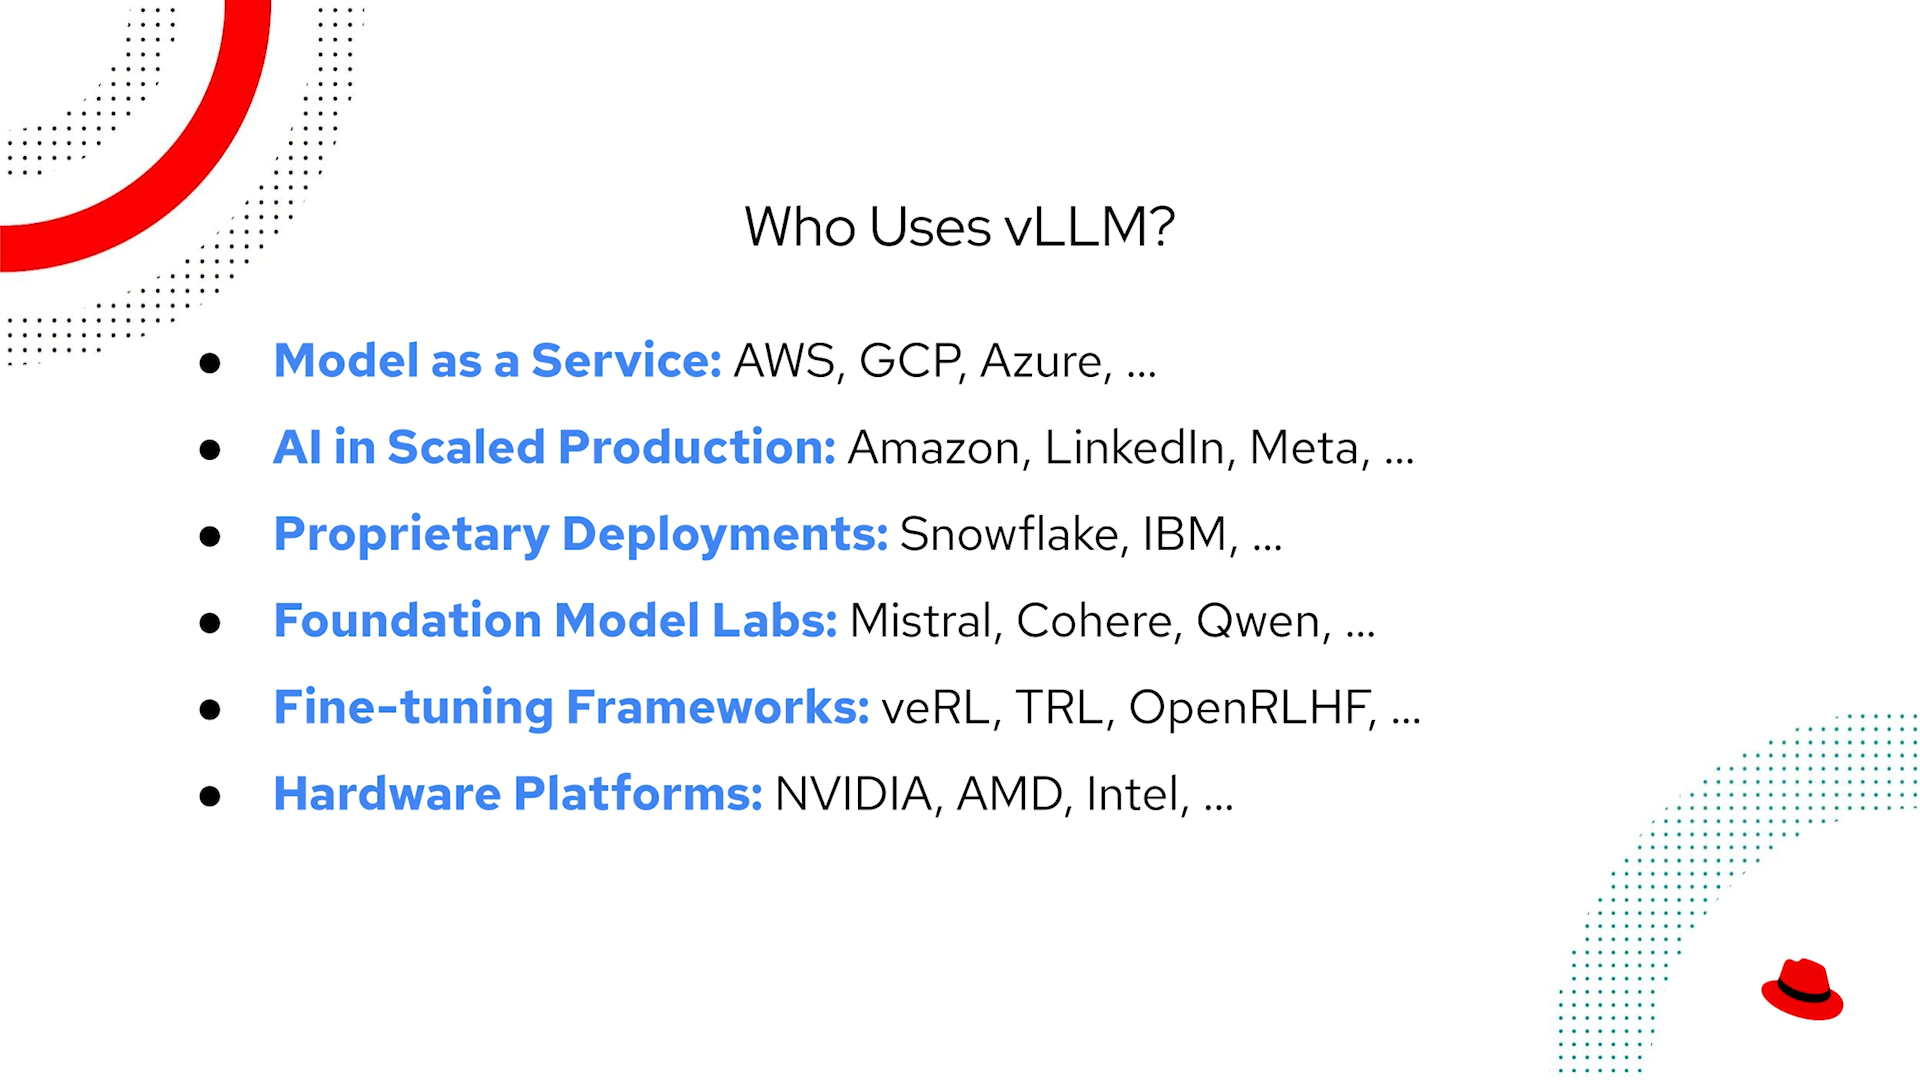 Who Uses vLLM?
● Model as a Service: AWS, GCP, Azure, ...
● AI in Scaled Production: Amazon, LinkedIn, Meta, ...
● Proprietary Deployments: Snowflake, IBM, ...
● Foundation Model Labs: Mistral, Cohere, Qwen, ...
● Fine-tuning Frameworks: veRL, TRL, OpenRLHF, ...
● Hardware Platforms: NVIDIA, AMD, Intel, ...